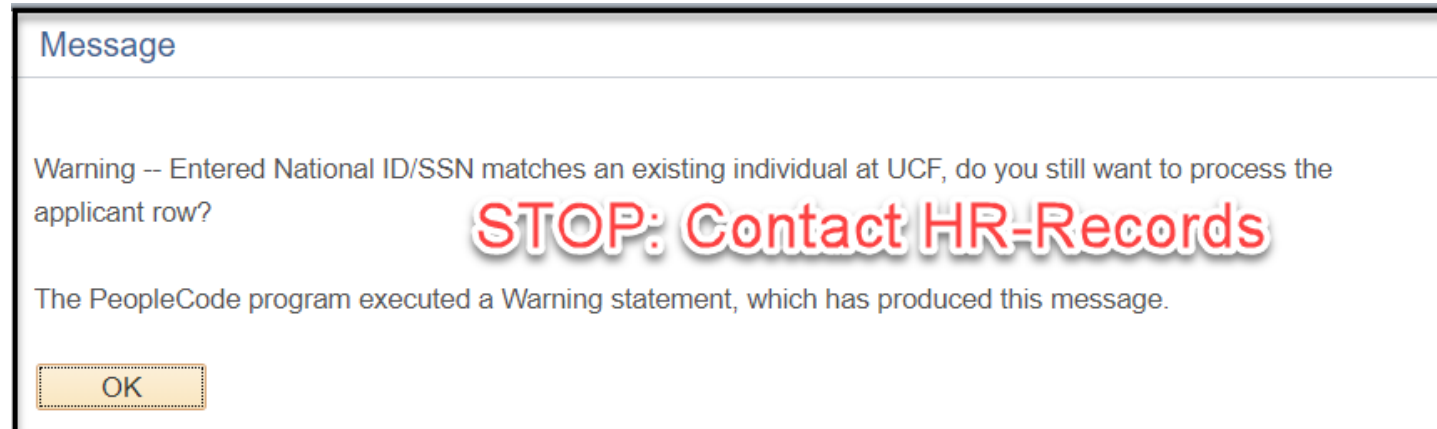 Message
Warning -- Entered National ID/SSN matches an existing individual at UCF, do you still want to process the
applicant row?
STOP: Contact HR-Records
The PeopleCode program executed a Warning statement, which has produced this message.
OK